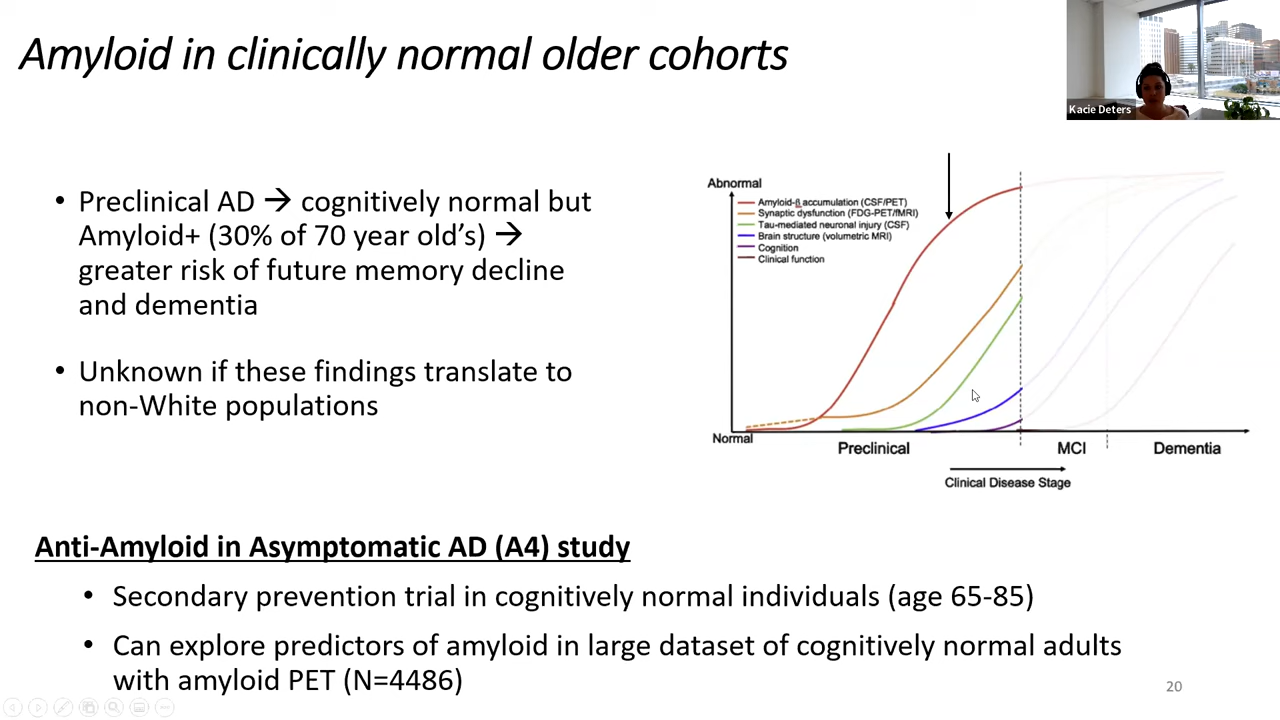 Amyloid in clinically normal older cohorts
Kacie Deters
• Preclinical AD → cognitively normal but
Amyloid+ (30% of 70 year old’s) →
greater risk of future memory decline
and dementia
• Unknown if these findings translate to
non-White populations
Abnormal
Amyloid-β accumulation (CSF/PET)
Synaptic dysfunction (FDG-PET/fMRI)
Tau-mediated neuronal injury (CSF)
Brain structure (volumetric MRI)
Cognition
Clinical function
Normal
Preclinical
MCI
Dementia
Clinical Disease Stage
Anti-Amyloid in Asymptomatic AD (A4) study
• Secondary prevention trial in cognitively normal individuals (age 65-85)
• Can explore predictors of amyloid in large dataset of cognitively normal adults
with amyloid PET (N=4486)
20